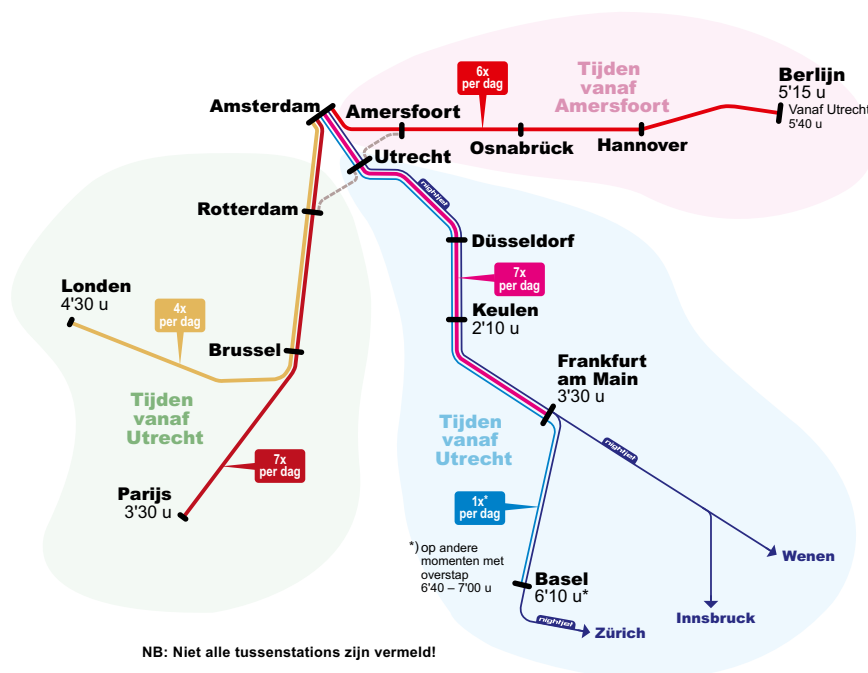 6x
per dag
Tijden
vanaf
Amersfoort
Berlijn
5'15 u
Vanaf Utrecht
5'40 u
Amsterdam
Amersfoort
Osnabrück
Hannover
Utrecht
nightjet
Rotterdam
Düsseldorf
7x
per dag
Londen
4'30 u
4x
per dag
Keulen
2'10 u
Brussel
Frankfurt
am Main
3'30 u
Tijden
vanaf
Utrecht
Tijden
vanaf
Utrecht
nightjet
7x
per dag
Parijs
3'30 u
1x*
per dag
*) op andere
momenten met
overstap
6'40 – 7'00 u
Wenen
Basel
6'10 u*
Innsbruck
nightjet
Zürich
NB: Niet alle tussenstations zijn vermeld!